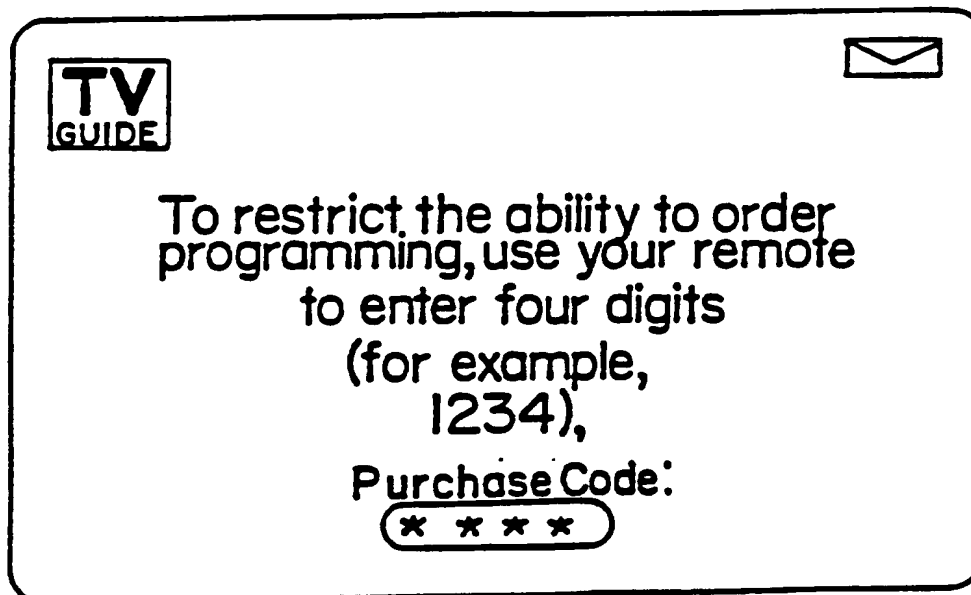 TV
GUIDE
To restrict the ability to order
programming, use your remote
to enter four digits
(for example,
1234),
Purchase Code:
* * * *